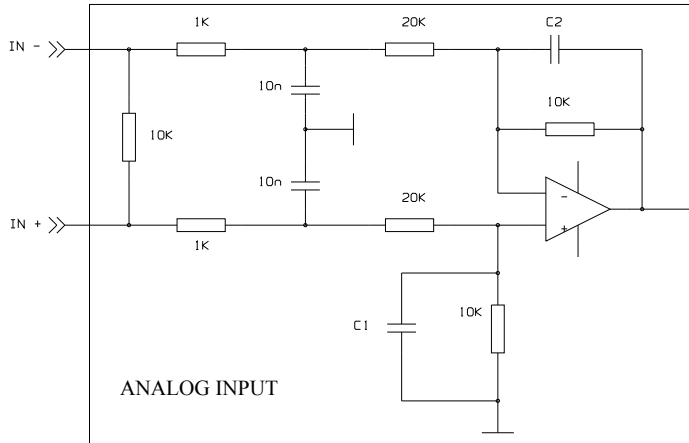 1K
20K
C2
IN -
10n
10K
10K
10n
20K
-
IN +
+
1K
10K
C1
ANALOG INPUT